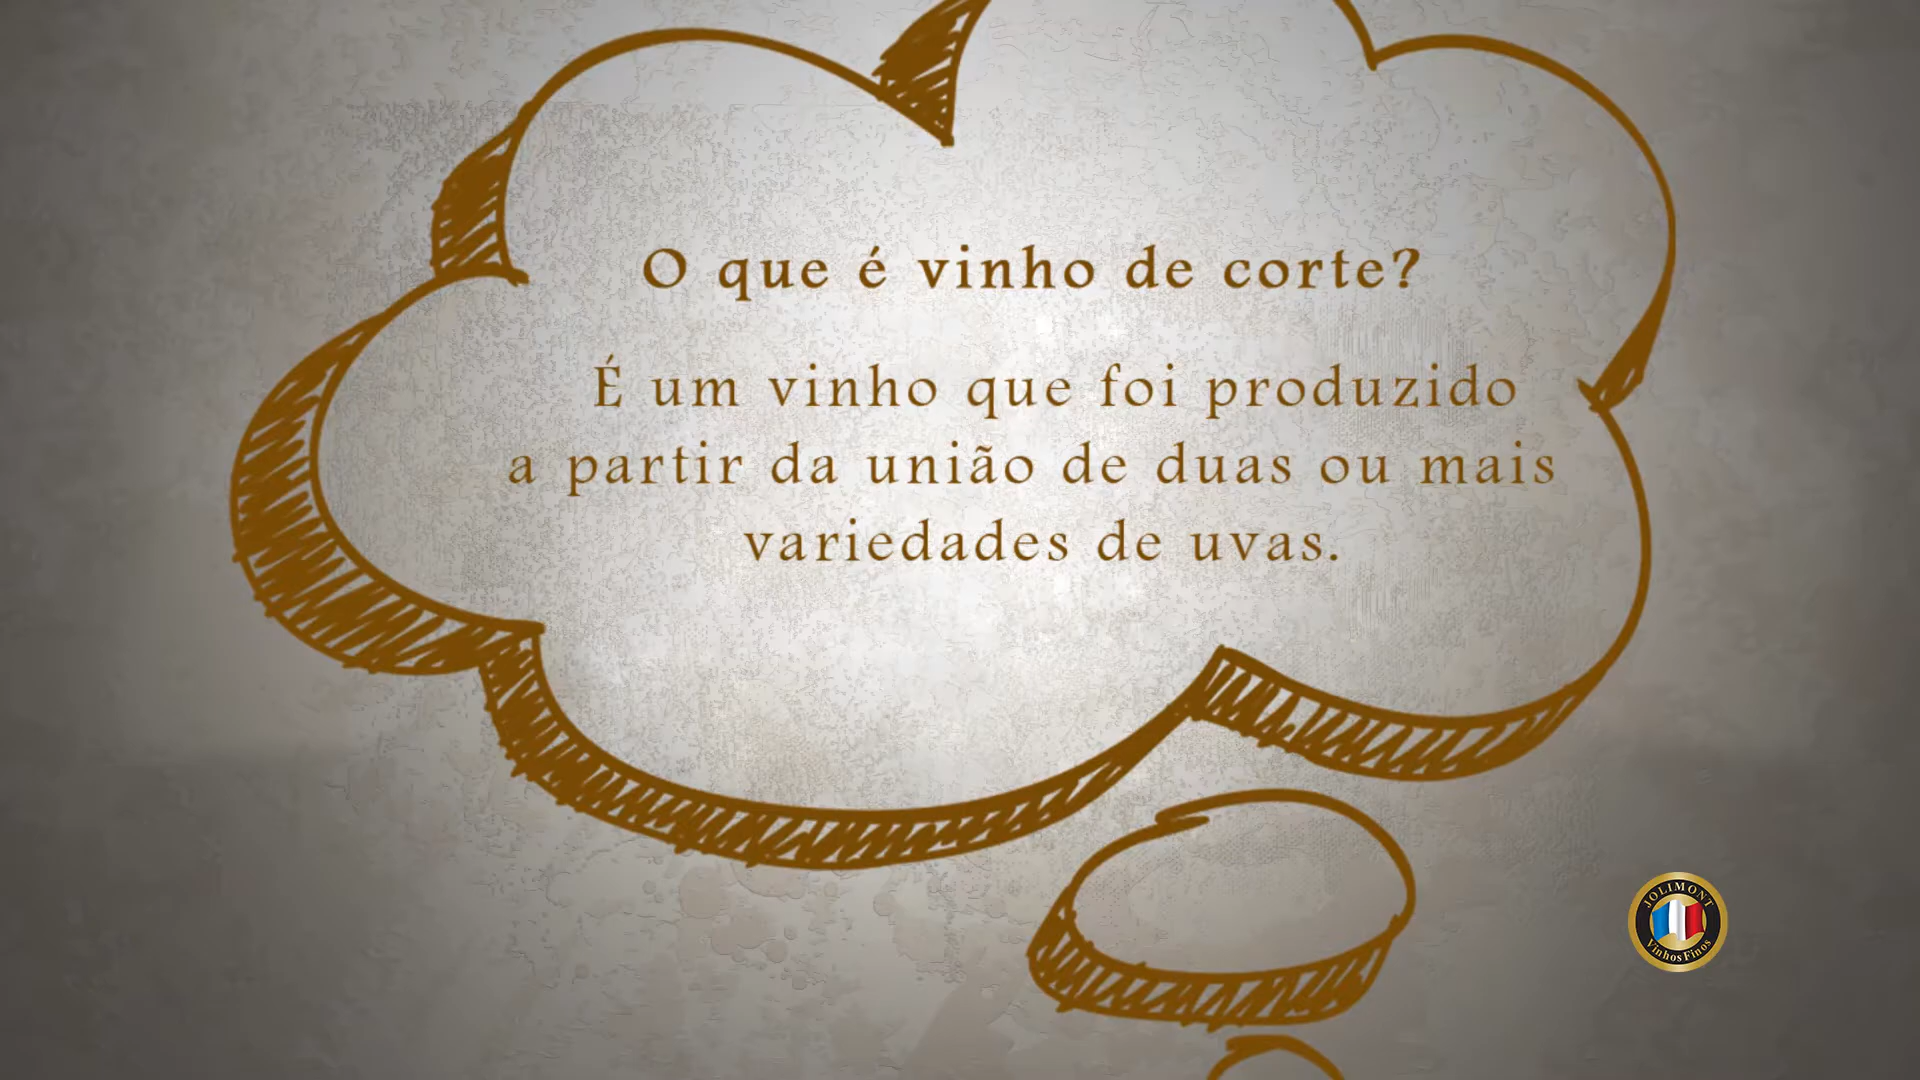 O que é vinho de corte?
É um vinho que foi produzido
a partir da união de duas ou mais
variedades de uvas.
JOLIMONT
Vinhos Finos